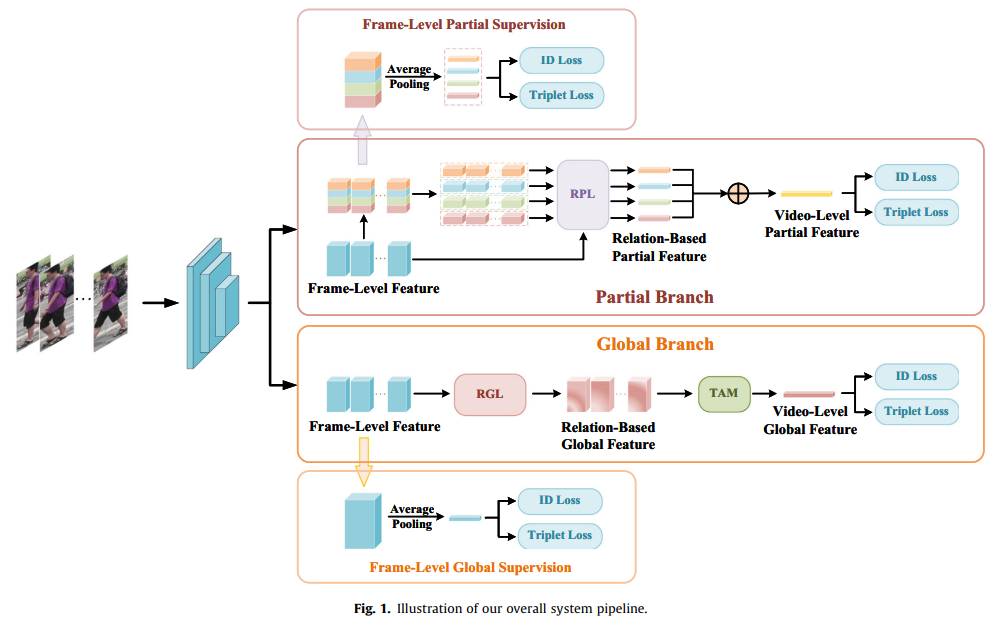 Frame-Level Partial Supervision
Average
Pooling
ID Loss
Triplet Loss
RPL
Relation-Based
Partial Feature
Video-Level
Partial Feature
ID Loss
Triplet Loss
Frame-Level Feature
Partial Branch
Global Branch
Frame-Level Feature
RGL
Relation-Based
Global Feature
TAM
Video-Level
Global Feature
ID Loss
Triplet Loss
Average
Pooling
ID Loss
Triplet Loss
Frame-Level Global Supervision
Fig. 1. Illustration of our overall system pipeline.